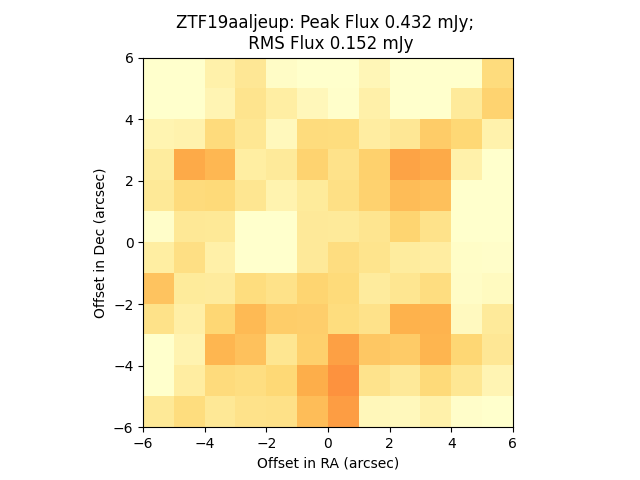 ZTF19aaljeup: Peak Flux 0.432 mJy;
RMS Flux 0.152 mJy
6
4
2
0
−2
−4
−6
Offset in Dec (arcsec)
−6 −4 −2 0 2 4 6
Offset in RA (arcsec)